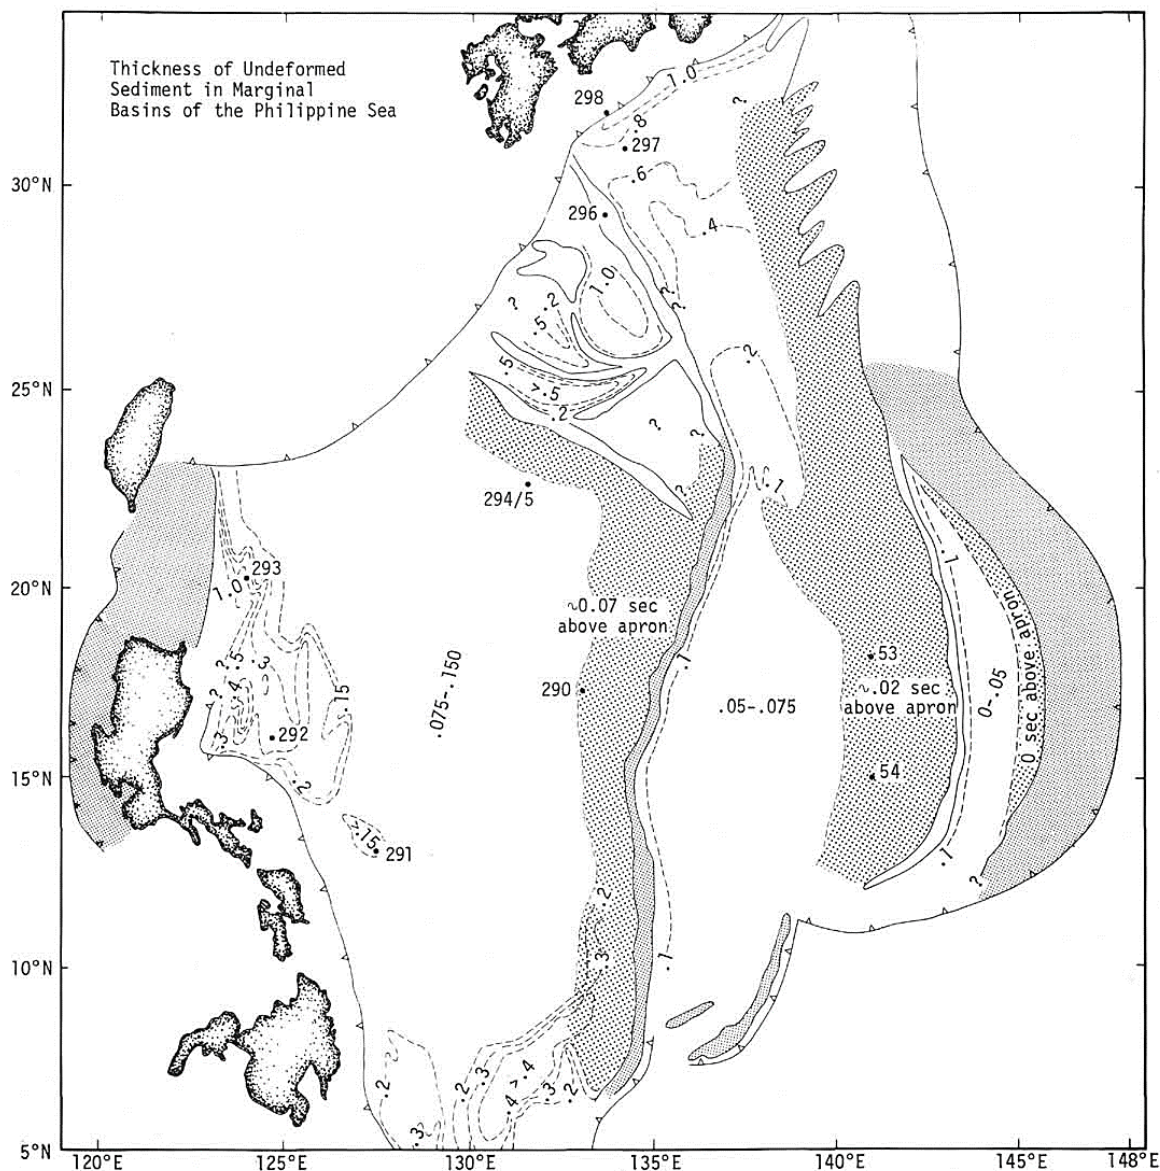 Thickness of Undeformed
Sediment in Marginal
Basins of the Philippine Sea
298
1.0
?
.8
297
30°N
.6
296
.4
1.0
?
?
?
.2
.5
.2
25°N
.5
>.5
.2
?
?
?
.1
294/5
293
20°N
1.0
.1
~0.07 sec
above apron
0 sec above apron
?
.5
.3
.1
53
290
~.02 sec
above apron
.075-.150
.05-.075
0-.05
?
.4
.15
.3
292
15°N
.2
54
>.15
291
.1
?
.2
10°N
.3
.1
.2
.3
.2
.3
>.4
.4
.3
.2
5°N
120°E
125°E
130°E
135°E
140°E
145°E
148°E